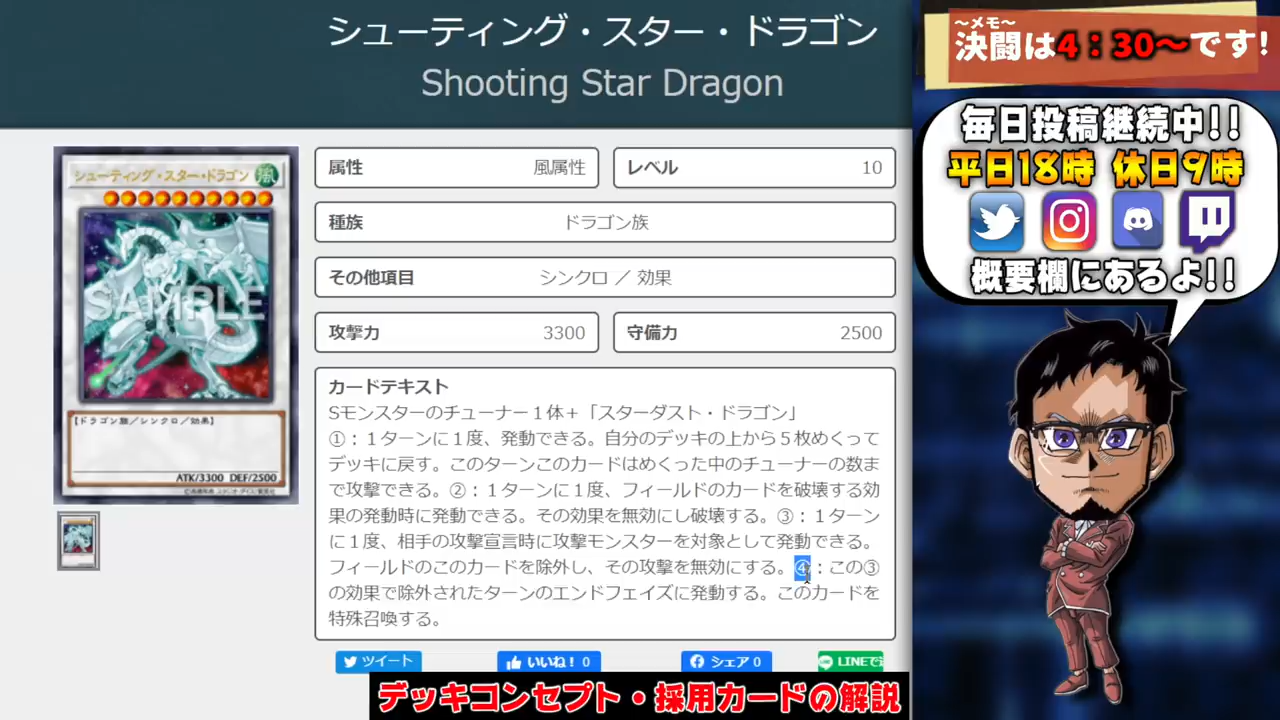 シューティング・スター・ドラゴン
Shooting Star Dragon
シューティング・スター・ドラゴン 風
SAMPLE
[ドラゴン族／シンクロ／効果]
ATK/3300 DEF/2500
属性 風属性
レベル 10
種族 ドラゴン族
その他項目 シンクロ ／ 効果
攻撃力 3300
守備力 2500
カードテキスト
Sモンスターのチューナー１体＋「スターダスト・ドラゴン」
①：１ターンに１度、発動できる。自分のデッキの上から５枚めくって
デッキに戻す。このターンこのカードはめくった中のチューナーの数ま
で攻撃できる。②：１ターンに１度、フィールドのカードを破壊する効
果の発動時に発動できる。その効果を無効にし破壊する。③：１ターン
に１度、相手の攻撃宣言時に攻撃モンスターを対象として発動できる。
フィールドのこのカードを除外し、その攻撃を無効にする。④：この③
の効果で除外されたターンのエンドフェイズに発動する。このカードを
特殊召喚する。
ツイート
いいね！ 0
シェア 0
LINEで送
デッキコンセプト・採用カードの解説
～メモ～
決闘は4：30～です!
毎日投稿継続中!!
平日18時 休日9時
概要欄にあるよ!!